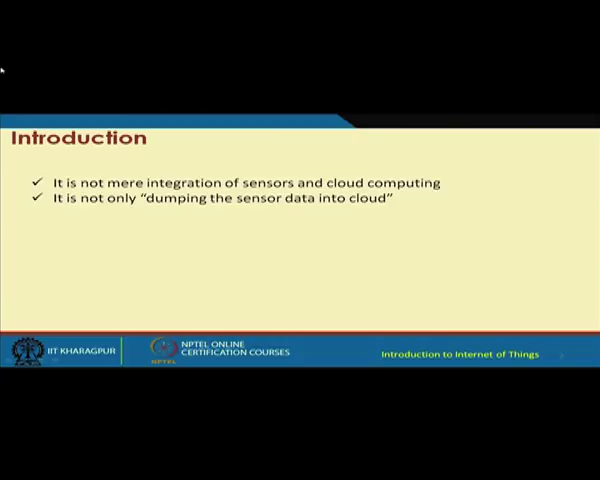 Introduction
✓ It is not mere integration of sensors and cloud computing
✓ It is not only “dumping the sensor data into cloud”
IIT KHARAGPUR
NPTEL
NPTEL ONLINE
CERTIFICATION COURSES
Introduction to Internet of Things